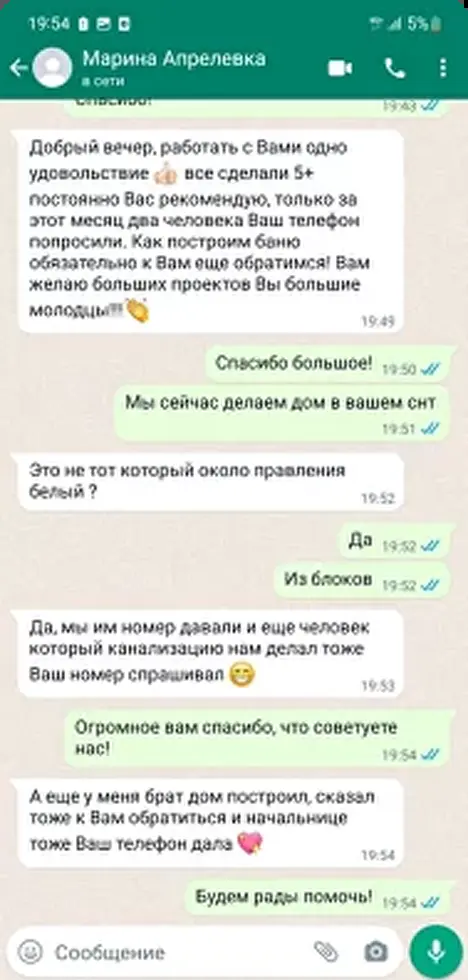 19:54 5%
Марина Апрелевка
в сети
Спасибо! 19:43
Добрый вечер, работать с Вами одно
удовольствие 👍🏻 все сделали 5+
постоянно Вас рекомендую, только за
этот месяц два человека Ваш телефон
попросили. Как построим баню
обязательно к Вам еще обратимся! Вам
желаю больших проектов Вы большие
молодцы!!! 👏
19:49
Спасибо большое! 19:50
Мы сейчас делаем дом в вашем снт
19:51
Это не тот который около правления
белый ?
19:52
Да 19:52
Из блоков 19:52
Да, мы им номер давали и еще человек
который канализацию нам делал тоже
Ваш номер спрашивал 😁
19:53
Огромное вам спасибо, что советуете
нас!
19:54
А еще у меня брат дом построил, сказал
тоже к Вам обратиться и начальнице
тоже Ваш телефон дала 💘
19:54
Будем рады помочь! 19:54
Сообщение